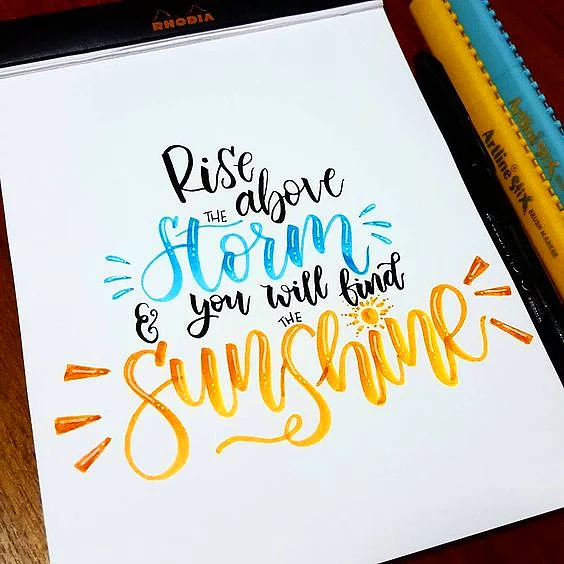 RHODIA
Rise
above
THE
Storm
& you will find
THE
Sunshine
Artline Stix
BRUSH MARKER
Artline Stix